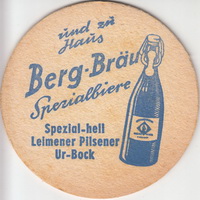 und zu
Haus
Berg-Bräu
Spezialbiere
Spezial-hell
Leimener Pilsener
Ur-Bock